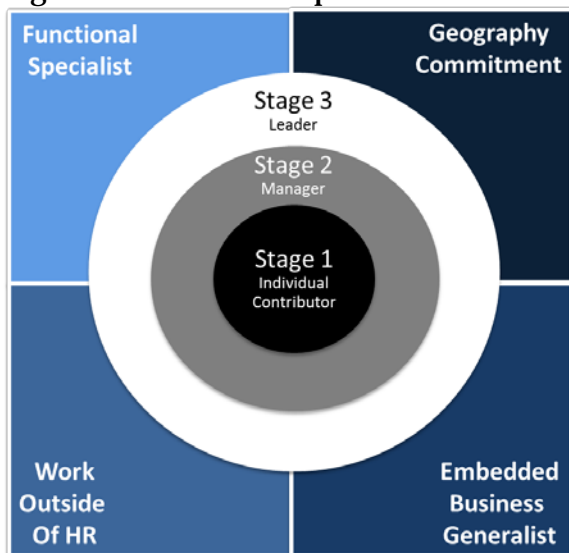 Functional
Specialist
Geography
Commitment
Stage 3
Leader
Stage 2
Manager
Stage 1
Individual
Contributor
Work
Outside
Of HR
Embedded
Business
Generalist